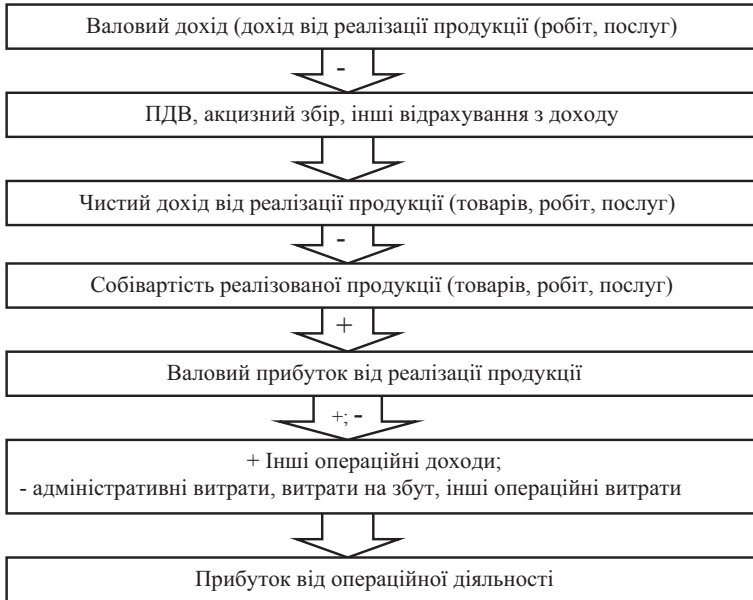 Валовий дохід (дохід від реалізації продукції (робіт, послуг)
-
ПДВ, акцизний збір, інші відрахування з доходу
Чистий дохід від реалізації продукції (товарів, робіт, послуг)
-
Собівартість реалізованої продукції (товарів, робіт, послуг)
+
Валовий прибуток від реалізації продукції
+; -
+ Інші операційні доходи;
- адміністративні витрати, витрати на збут, інші операційні витрати
Прибуток від операційної діяльності